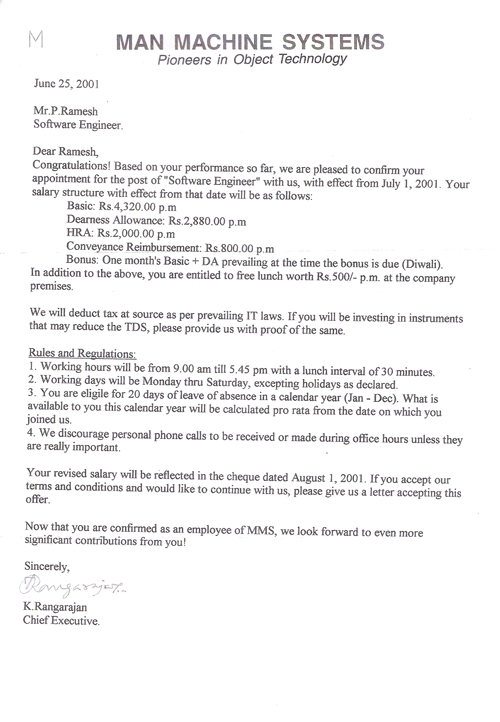 M
MAN MACHINE SYSTEMS
Pioneers in Object Technology
June 25, 2001
Mr.P.Ramesh
Software Engineer.
Dear Ramesh,
Congratulations! Based on your performance so far, we are pleased to confirm your
appointment for the post of "Software Engineer" with us, with effect from July 1, 2001. Your
salary structure with effect from that date will be as follows:
Basic: Rs.4,320.00 p.m
Dearness Allowance: Rs.2,880.00 p.m
HRA: Rs.2,000.00 p.m
Conveyance Reimbursement: Rs.800.00 p.m
Bonus: One month's Basic + DA prevailing at the time the bonus is due (Diwali).
In addition to the above, you are entitled to free lunch worth Rs.500/- p.m. at the company
premises.
We will deduct tax at source as per prevailing IT laws. If you will be investing in instruments
that may reduce the TDS, please provide us with proof of the same.
Rules and Regulations:
1. Working hours will be from 9.00 am till 5.45 pm with a lunch interval of 30 minutes.
2. Working days will be Monday thru Saturday, excepting holidays as declared.
3. You are eligible for 20 days of leave of absence in a calendar year (Jan - Dec). What is
available to you this calendar year will be calculated pro rata from the date on which you
joined us.
4. We discourage personal phone calls to be received or made during office hours unless they
are really important.
Your revised salary will be reflected in the cheque dated August 1, 2001. If you accept our
terms and conditions and would like to continue with us, please give us a letter accepting this
offer.
Now that you are confirmed as an employee of MMS, we look forward to even more
significant contributions from you!
Sincerely,
K.Rangarajan
Chief Executive.